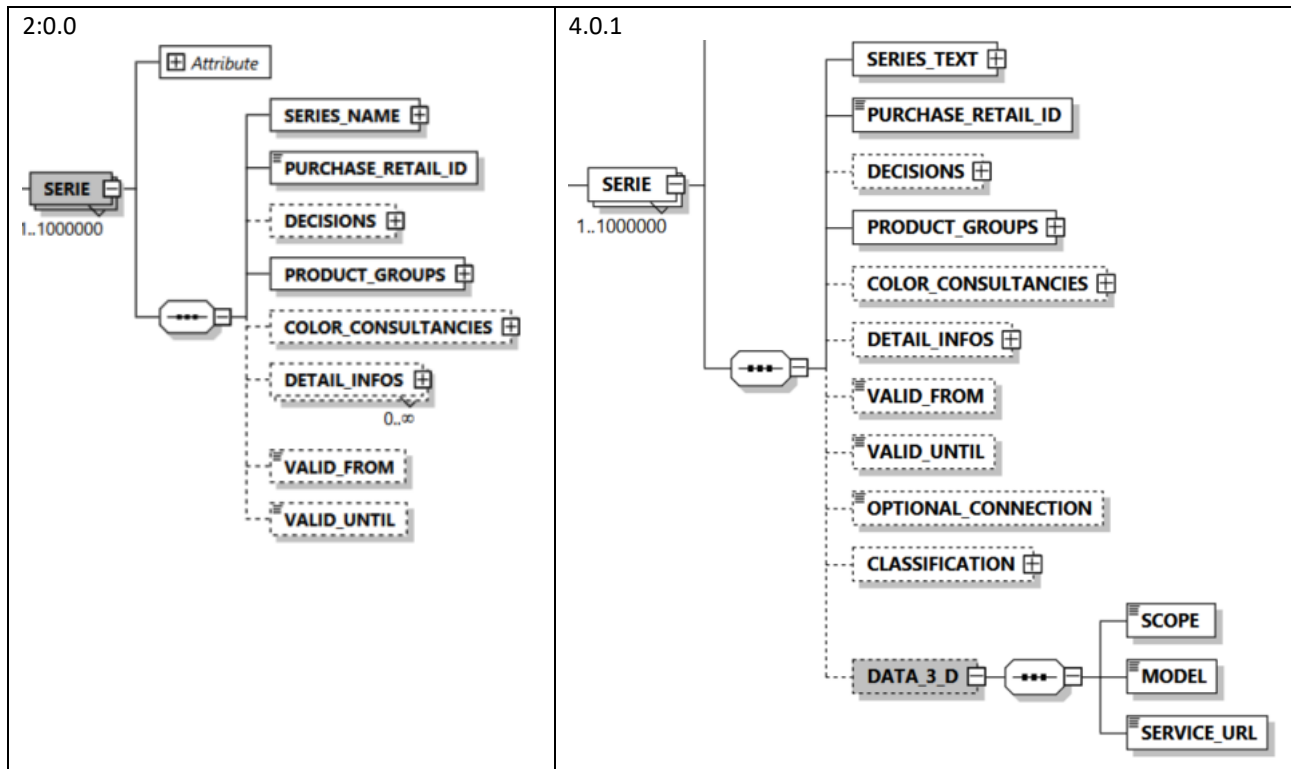 2:0.0
Attribute
SERIES_NAME
PURCHASE_RETAIL_ID
SERIE
1..1000000
DECISIONS
PRODUCT_GROUPS
COLOR_CONSULTANCIES
DETAIL_INFOS
0..∞
VALID_FROM
VALID_UNTIL
4.0.1
SERIES_TEXT
PURCHASE_RETAIL_ID
DECISIONS
SERIE
1..1000000
PRODUCT_GROUPS
COLOR_CONSULTANCIES
DETAIL_INFOS
VALID_FROM
VALID_UNTIL
OPTIONAL_CONNECTION
CLASSIFICATION
DATA_3_D
SCOPE
MODEL
SERVICE_URL